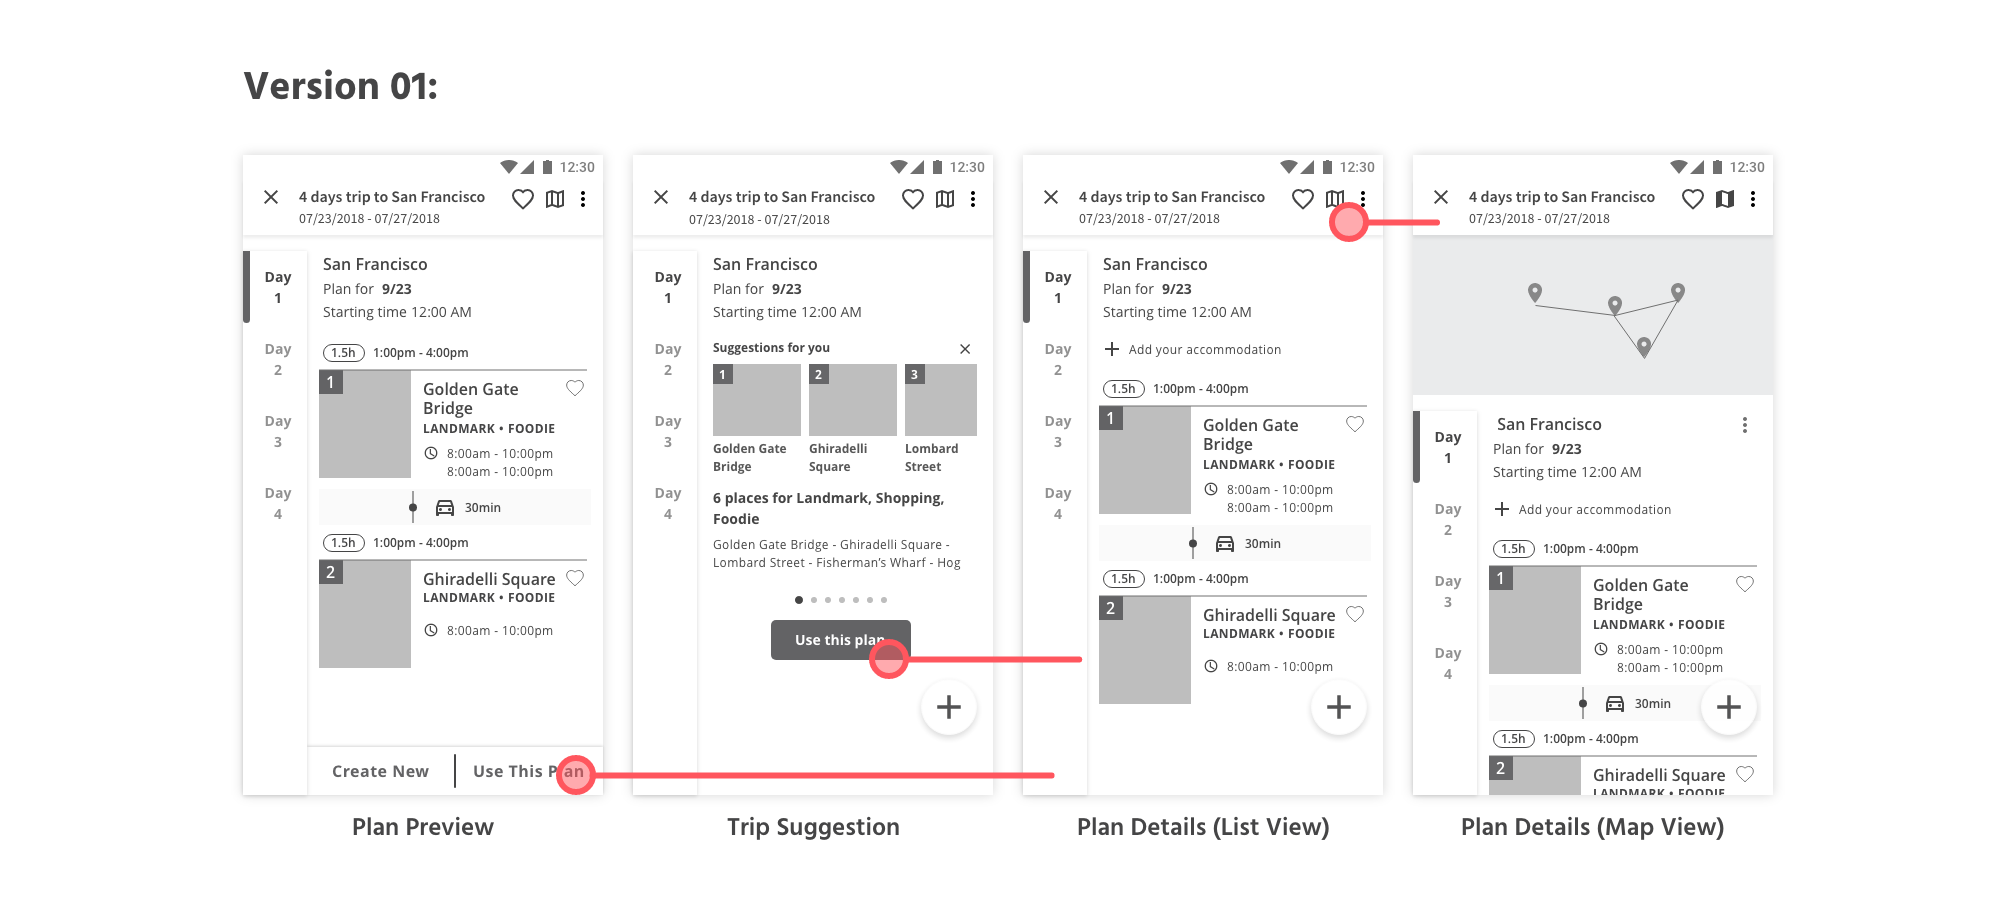 Version 01:
12:30
4 days trip to San Francisco
07/23/2018 - 07/27/2018
Day
1
Day
2
Day
3
Day
4
San Francisco
Plan for 9/23
Starting time 12:00 AM
1.5h 1:00pm - 4:00pm
1
Golden Gate
Bridge
LANDMARK • FOODIE
8:00am - 10:00pm
8:00am - 10:00pm
30min
1.5h 1:00pm - 4:00pm
2
Ghiradelli Square
LANDMARK • FOODIE
8:00am - 10:00pm
Create New
Use This Plan
Plan Preview
12:30
4 days trip to San Francisco
07/23/2018 - 07/27/2018
Day
1
Day
2
Day
3
Day
4
San Francisco
Plan for 9/23
Starting time 12:00 AM
Suggestions for you
1
2
3
Golden Gate
Bridge
Ghiradelli
Square
Lombard
Street
6 places for Landmark, Shopping,
Foodie
Golden Gate Bridge - Ghiradelli Square -
Lombard Street - Fisherman's Wharf - Hog
Use this plan
Trip Suggestion
12:30
4 days trip to San Francisco
07/23/2018 - 07/27/2018
Day
1
Day
2
Day
3
Day
4
San Francisco
Plan for 9/23
Starting time 12:00 AM
Add your accommodation
1.5h 1:00pm - 4:00pm
1
Golden Gate
Bridge
LANDMARK • FOODIE
8:00am - 10:00pm
8:00am - 10:00pm
30min
1.5h 1:00pm - 4:00pm
2
Ghiradelli Square
LANDMARK • FOODIE
8:00am - 10:00pm
Plan Details (List View)
12:30
4 days trip to San Francisco
07/23/2018 - 07/27/2018
Day
1
Day
2
Day
3
Day
4
San Francisco
Plan for 9/23
Starting time 12:00 AM
Add your accommodation
1.5h 1:00pm - 4:00pm
1
Golden Gate
Bridge
LANDMARK • FOODIE
8:00am - 10:00pm
8:00am - 10:00pm
30min
1.5h 1:00pm - 4:00pm
2
Ghiradelli Square
LANDMARK • FOODIE
Plan Details (Map View)